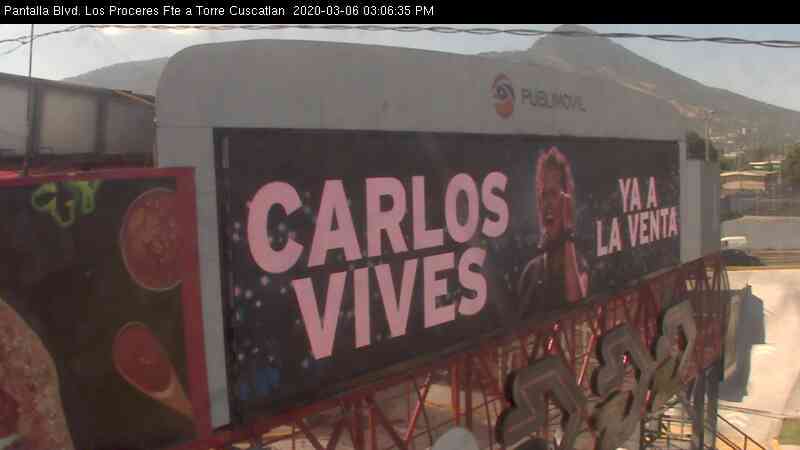 Pantalla Blvd. Los Proceres Fte a Torre Cuscatlan 2020-03-06 03:06:35 PM
PUBLIMOVIL
CARLOS
VIVES
YA A
LA VENTA